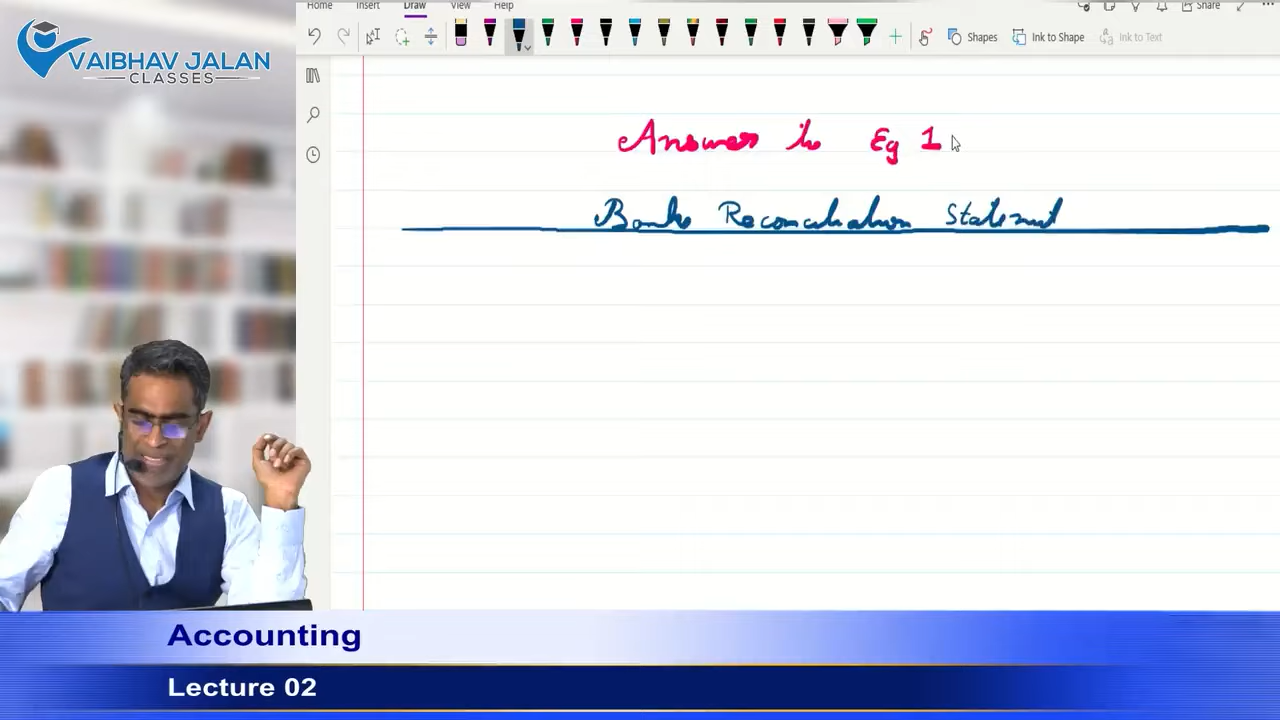 Home Insert Draw View Help Share
VAIBHAV JALAN
CLASSES
Shapes Ink to Shape Ink to Text
Answer to Eg 1
Bank Reconciliation Statement
Accounting
Lecture 02